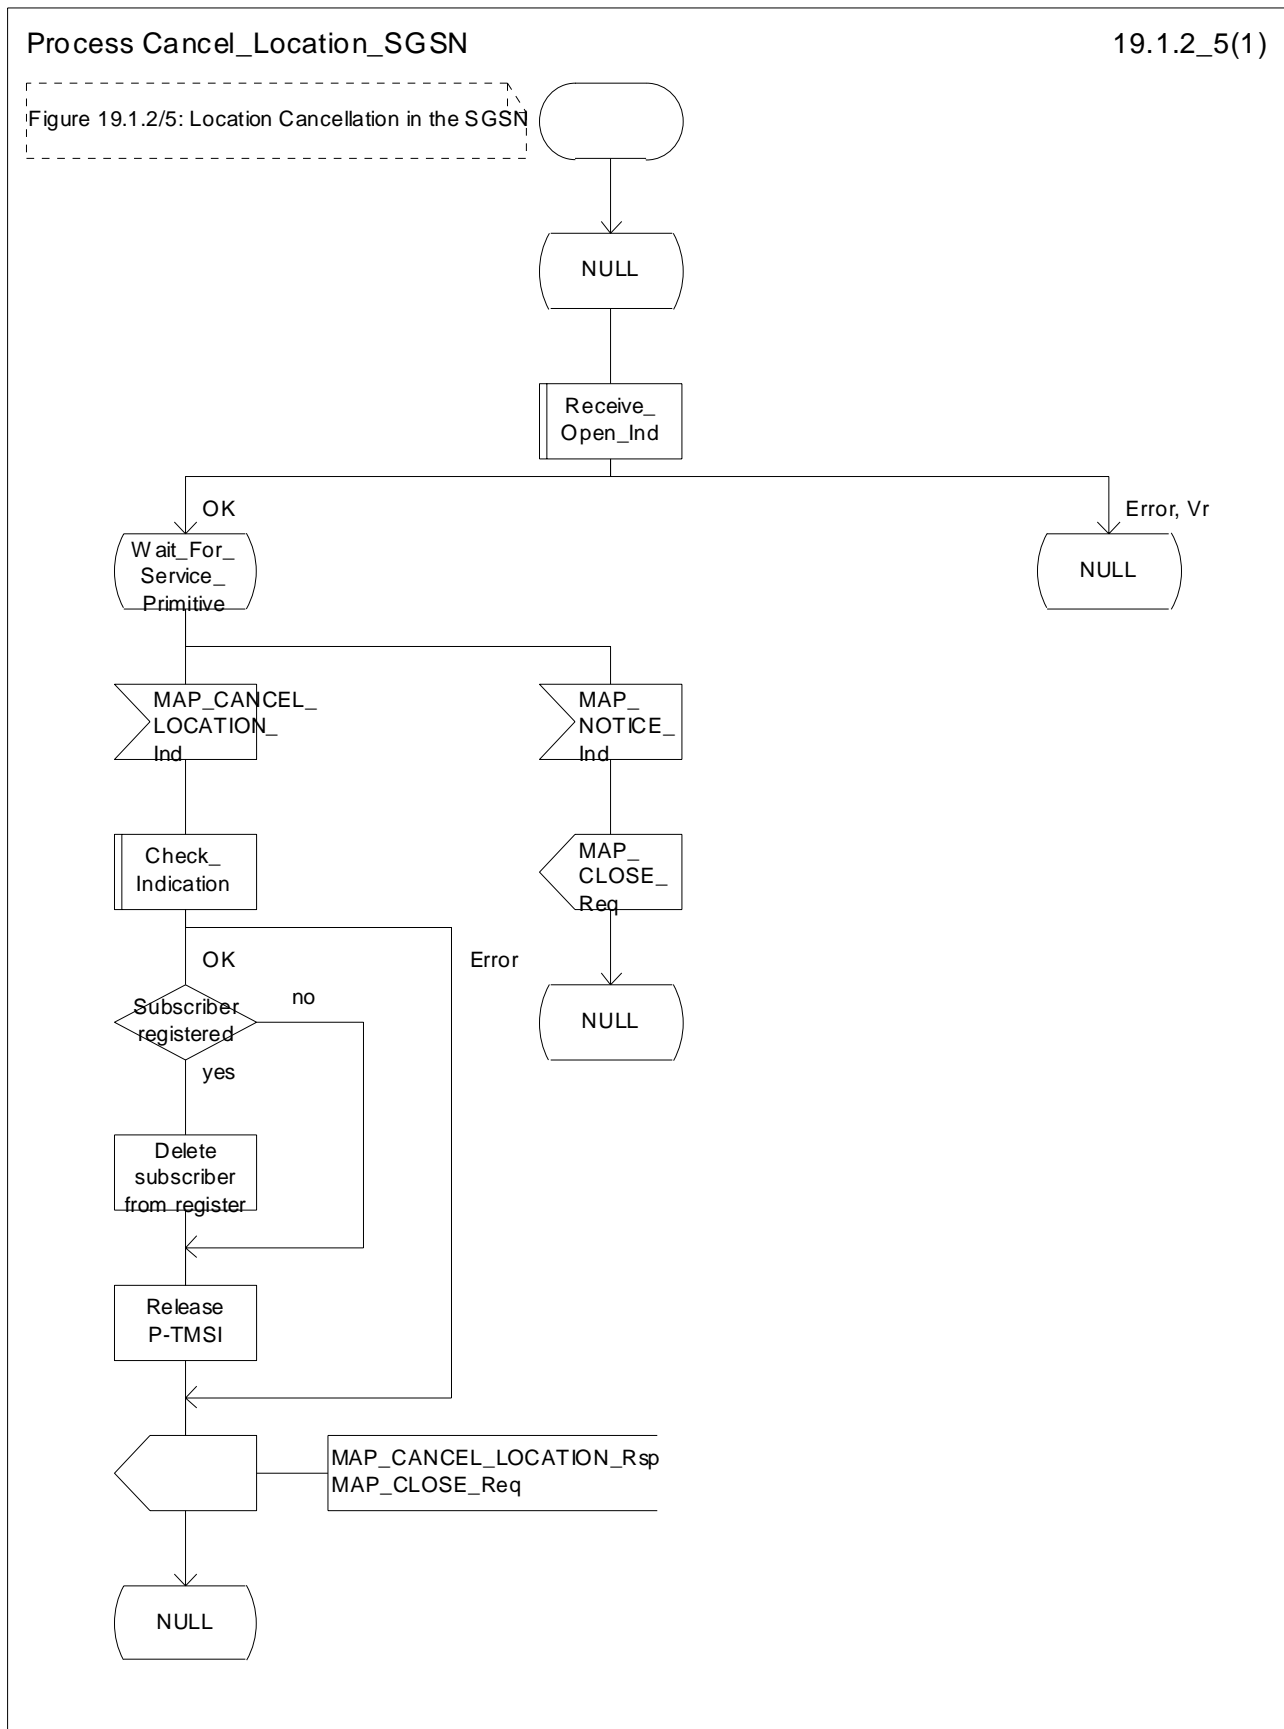 Process Cancel_Location_SGSN
19.1.2_5(1)
Figure 19.1.2/5: Location Cancellation in the SGSN
NULL
Receive_
Open_Ind
OK
Error, Vr
Wait_For_
Service_
Primitive
NULL
MAP_CANCEL_
LOCATION_
Ind
MAP_
NOTICE_
Ind
Check_
Indication
MAP_
CLOSE_
Req
OK
Error
Subscriber
registered
no
yes
NULL
Delete
subscriber
from register
Release
P-TMSI
MAP_CANCEL_LOCATION_Rsp
MAP_CLOSE_Req
NULL